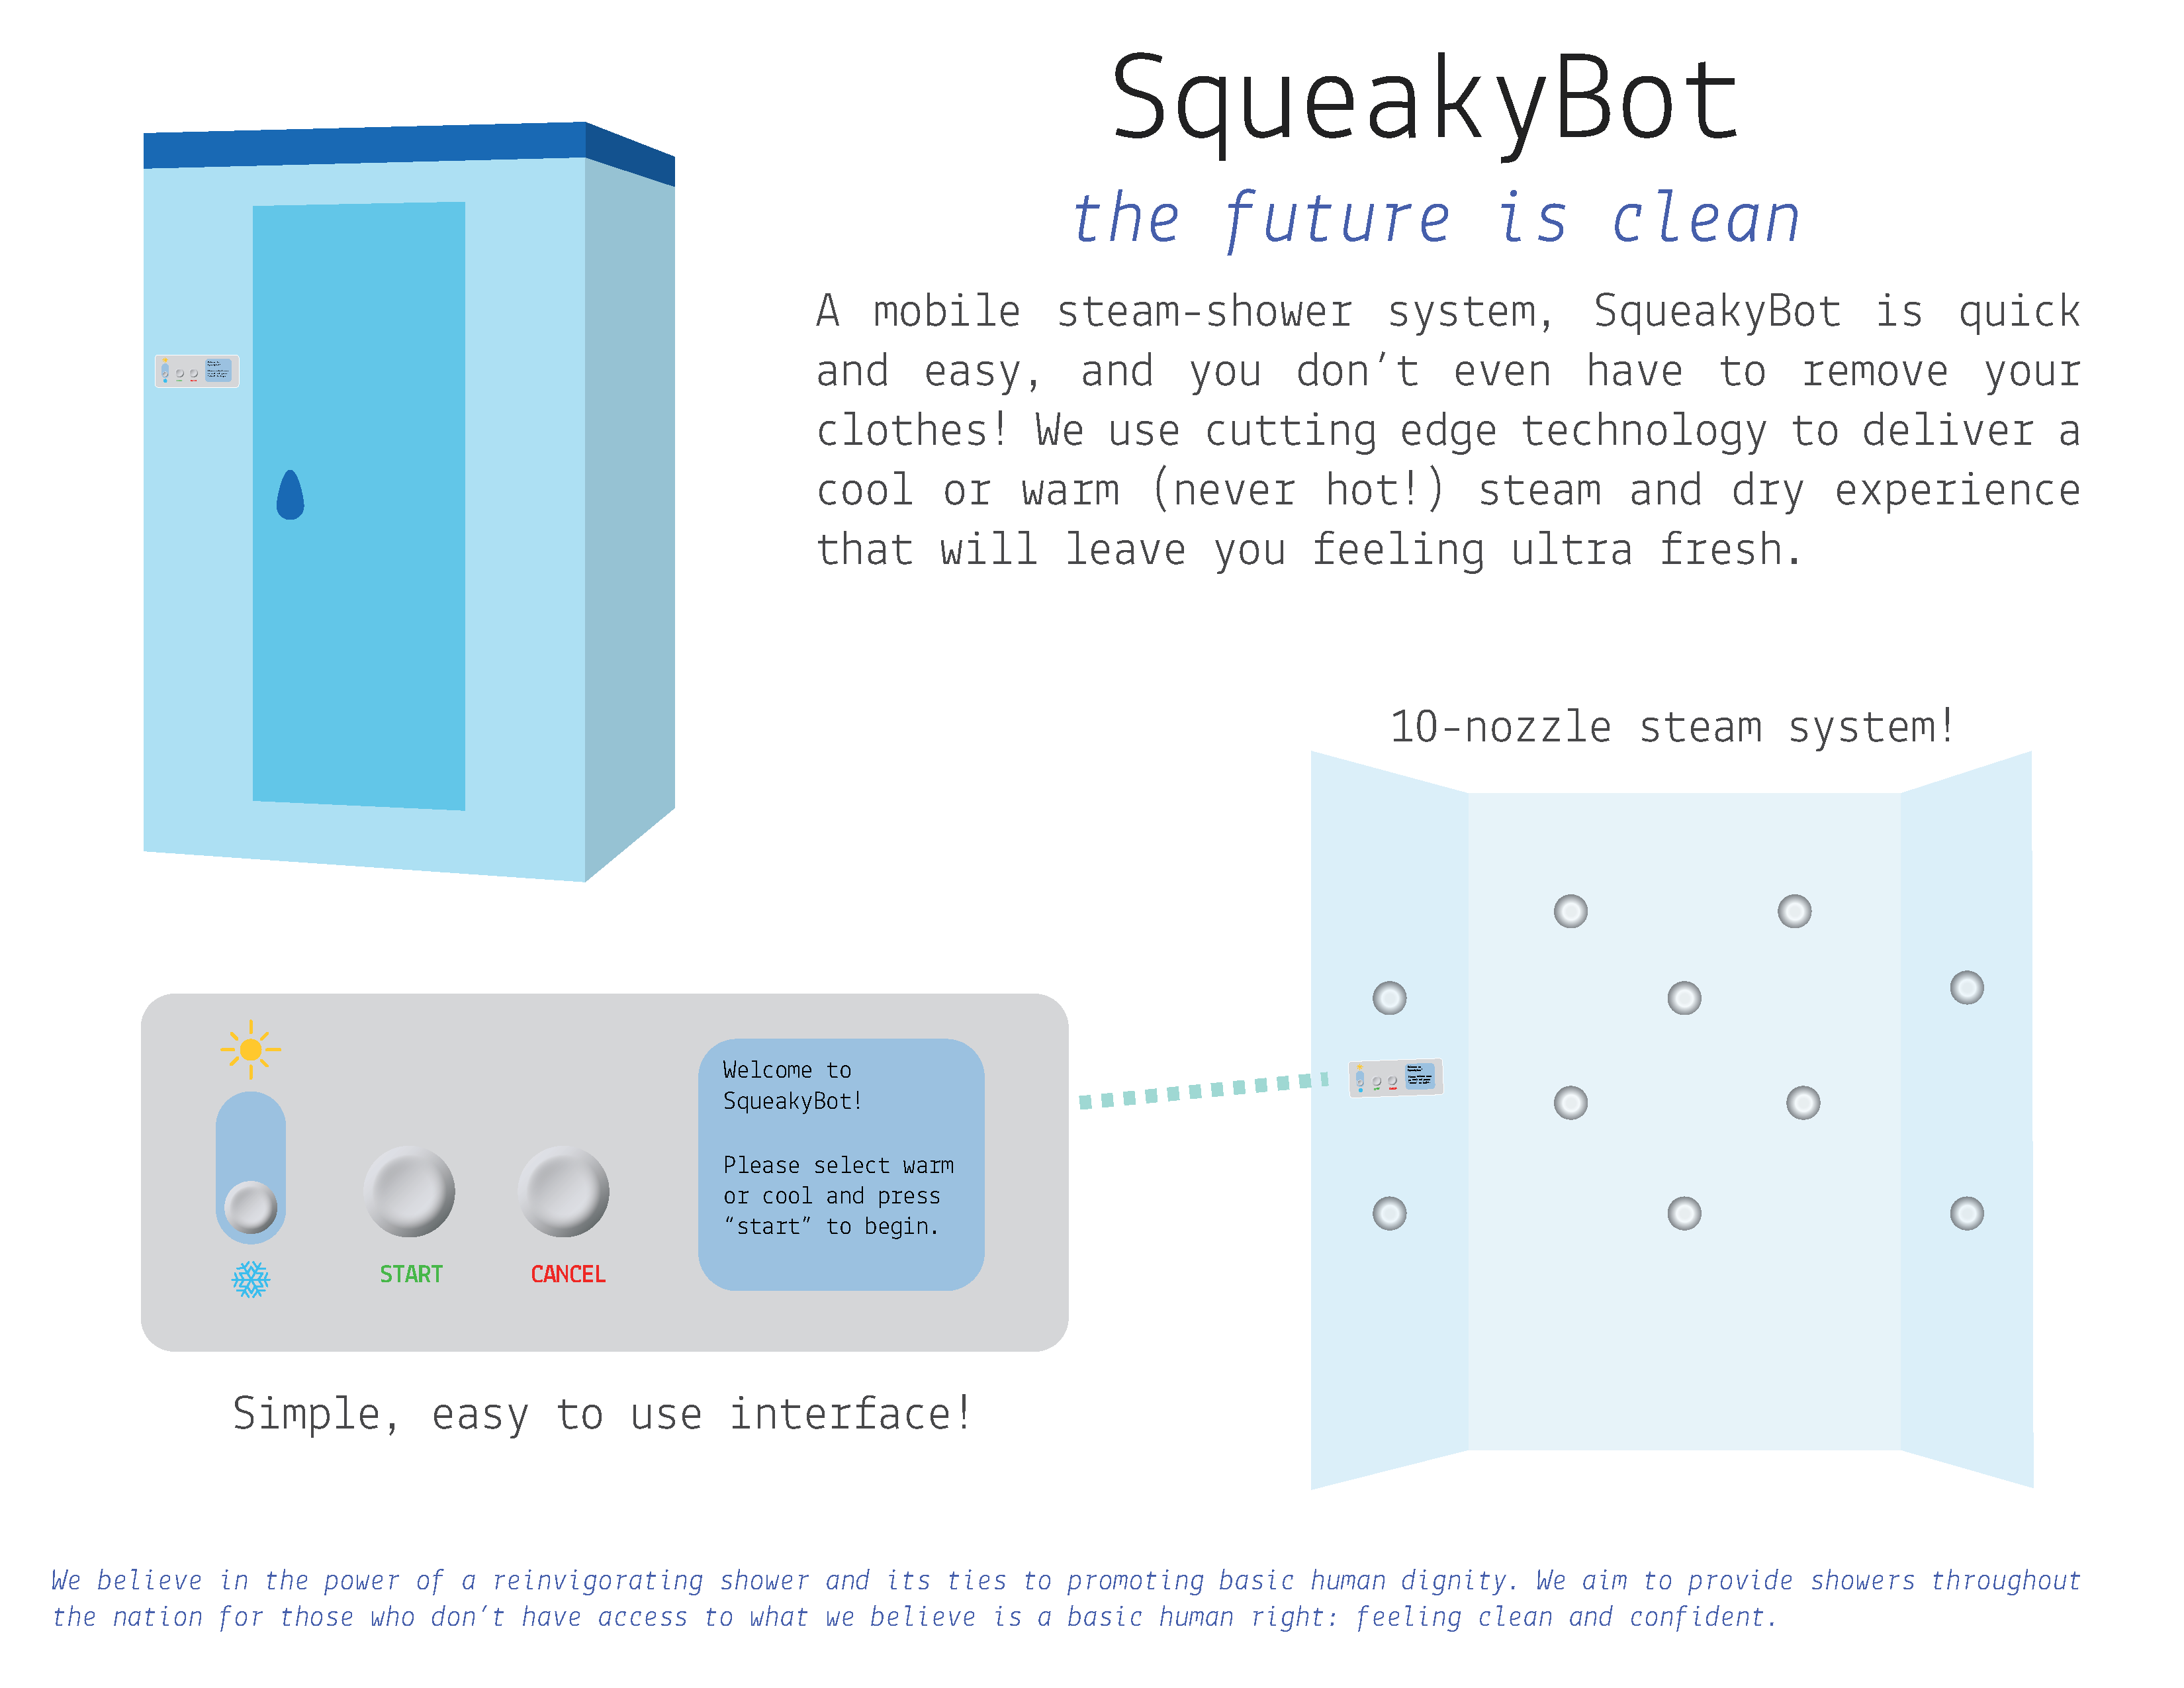 SqueakyBot
the future is clean
A mobile steam-shower system, SqueakyBot is quick
and easy, and you don't even have to remove your
clothes! We use cutting edge technology to deliver a
cool or warm (never hot!) steam and dry experience
that will leave you feeling ultra fresh.
10-nozzle steam system!
Welcome to
SqueakyBot!
Please select warm
or cool and press
“start” to begin.
START
CANCEL
Simple, easy to use interface!
We believe in the power of a reinvigorating shower and its ties to promoting basic human dignity. We aim to provide showers throughout
the nation for those who don't have access to what we believe is a basic human right: feeling clean and confident.